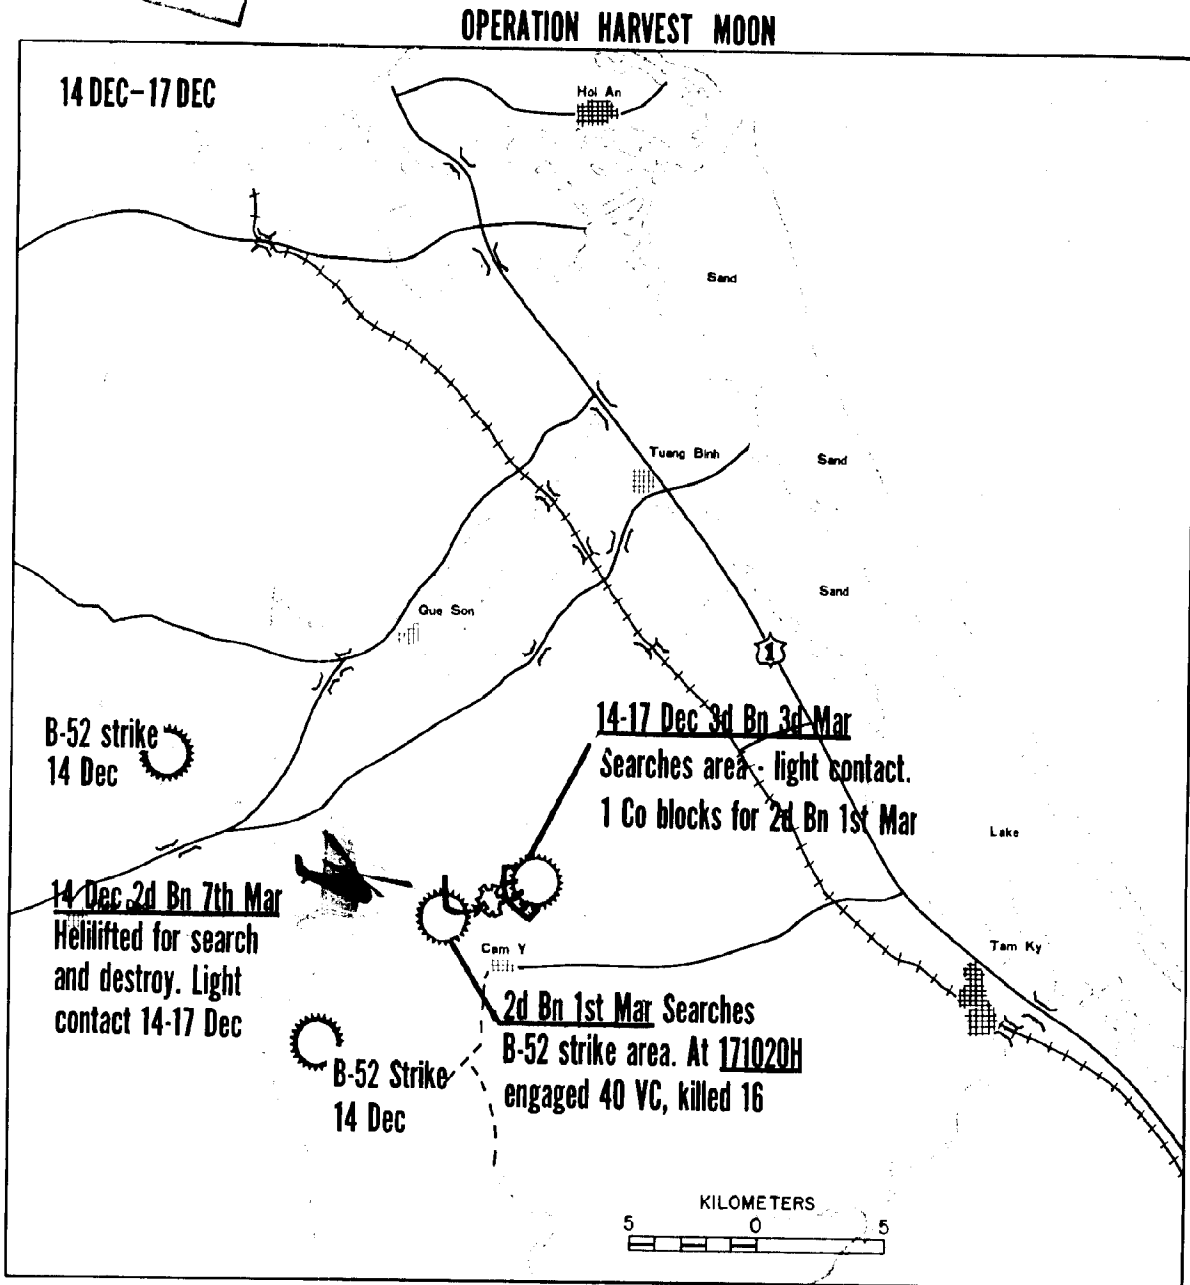 OPERATION HARVEST MOON
14 DEC-17 DEC
Hoi An
Sand
Tuang Binh
Sand
Sand
Que Son
1
B-52 strike
14 Dec
14-17 Dec 3d Bn 3d Mar
Searches area - light contact.
1 Co blocks for 2d Bn 1st Mar
Lake
14 Dec 2d Bn 7th Mar
Helilifted for search
and destroy. Light
contact 14-17 Dec
Cam Y
Tam Ky
2d Bn 1st Mar Searches
B-52 strike area. At 171020H
engaged 40 VC, killed 16
B-52 Strike
14 Dec
KILOMETERS
5 0 5